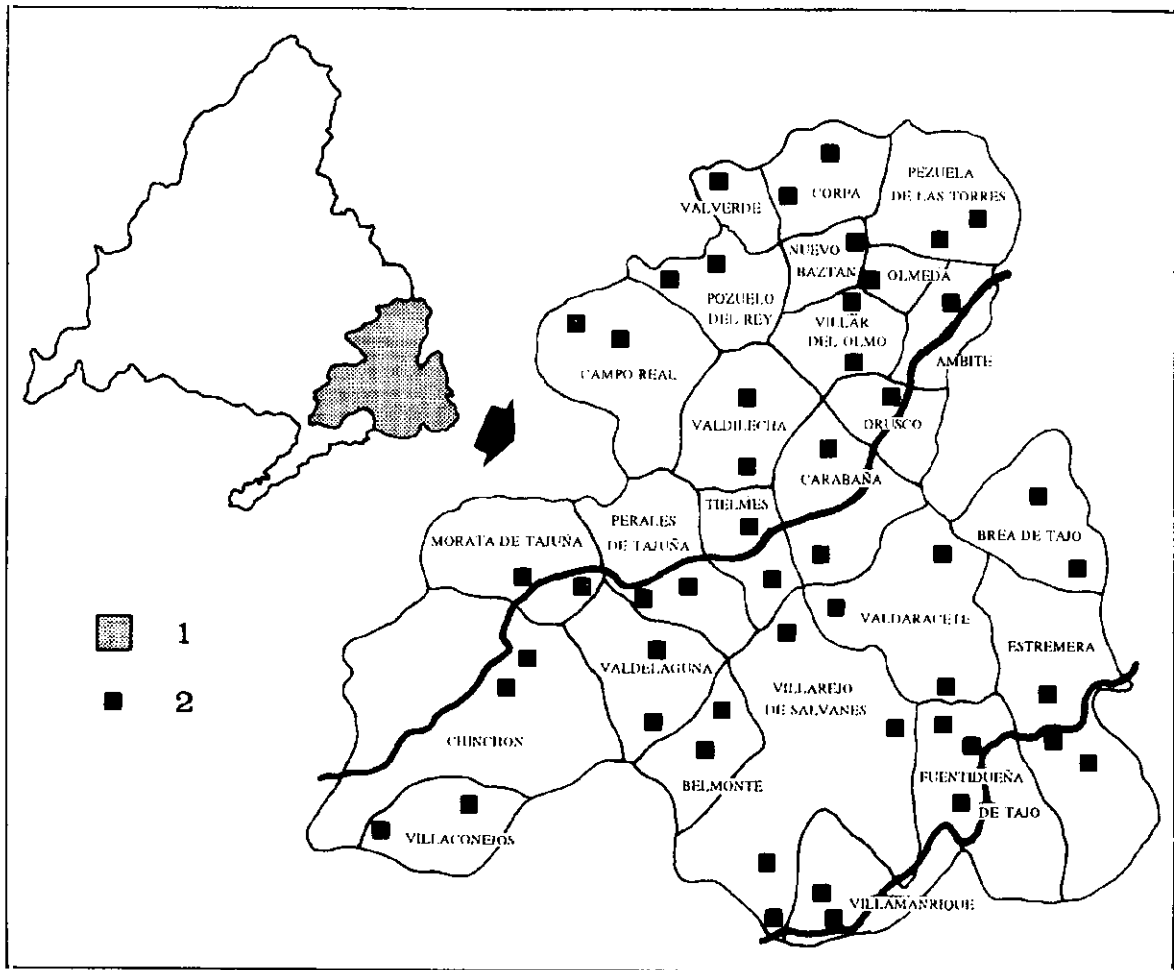 VALVERDE
CORPA
PEZUELA
DE LAS TORRES
NUEVO
BAZTAN
OLMEDA
POZUELO
DEL REY
VILLAR
DEL OLMO
AMBITE
CAMPO REAL
VALDILECHA
ORUSCO
CARABAÑA
TIELMES
PERALES
DE TAJUÑA
MORATA DE TAJUÑA
BREA DE TAJO
VALDARACETE
ESTREMERA
VALDELAGUNA
VILLAREJO
DE SALVANES
CHINCHON
BELMONTE
FUENTIDUEÑA
DE TAJO
VILLACONEJOS
VILLAMANRIQUE
1
2